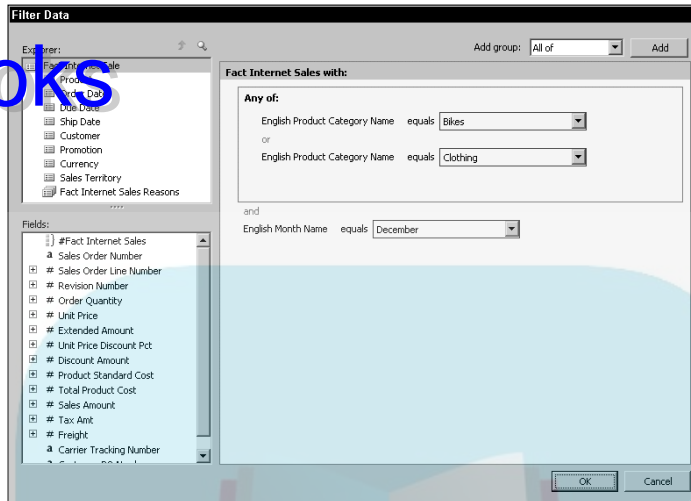 Filter Data
Explorer:
Add group: All of Add
Fact Internet Sale
oks
Due Date
Ship Date
Customer
Promotion
Currency
Sales Territory
Fact Internet Sales Reasons
Fact Internet Sales with:
Any of:
English Product Category Name equals Bikes
or
English Product Category Name equals Clothing
and
English Month Name equals December
Fields:
#Fact Internet Sales
a Sales Order Number
# Sales Order Line Number
# Revision Number
# Order Quantity
# Unit Price
# Extended Amount
# Unit Price Discount Pct
# Discount Amount
# Product Standard Cost
# Total Product Cost
# Sales Amount
# Tax Amt
# Freight
a Carrier Tracking Number
OK Cancel